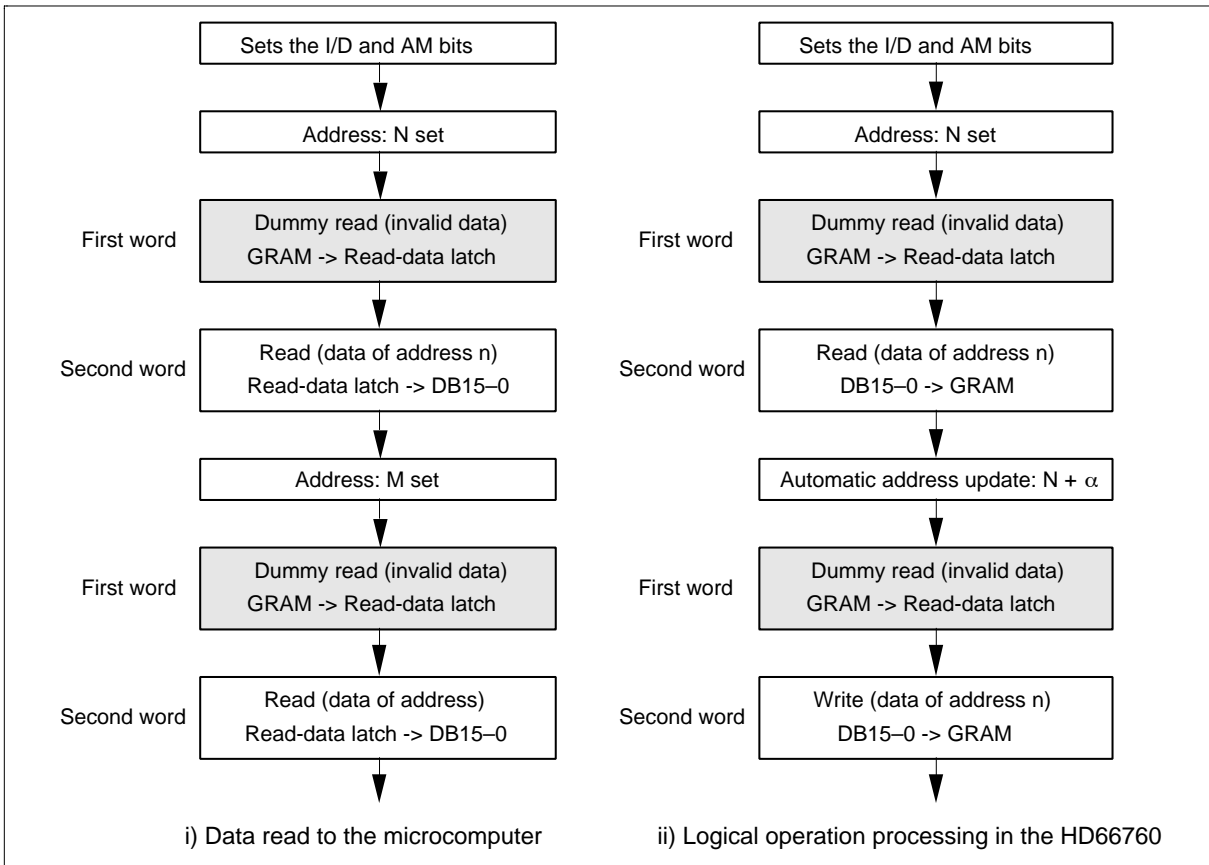 Sets the I/D and AM bits
Address: N set
First word
Dummy read (invalid data)
GRAM -> Read-data latch
Second word
Read (data of address n)
Read-data latch -> DB15–0
Address: M set
First word
Dummy read (invalid data)
GRAM -> Read-data latch
Second word
Read (data of address)
Read-data latch -> DB15–0
i) Data read to the microcomputer
Sets the I/D and AM bits
Address: N set
First word
Dummy read (invalid data)
GRAM -> Read-data latch
Second word
Read (data of address n)
DB15–0 -> GRAM
Automatic address update: N + α
First word
Dummy read (invalid data)
GRAM -> Read-data latch
Second word
Write (data of address n)
DB15–0 -> GRAM
ii) Logical operation processing in the HD66760